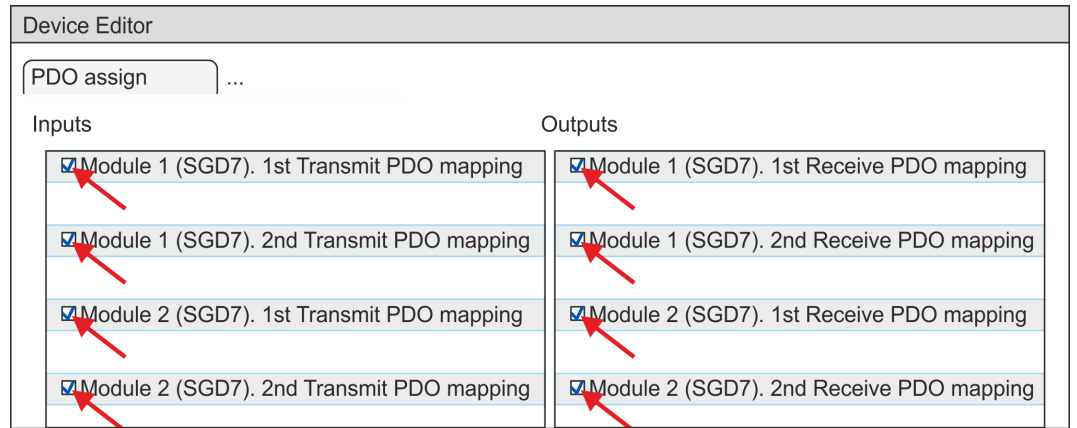 Device Editor
PDO assign ...
Inputs Outputs
Module 1 (SGD7). 1st Transmit PDO mapping Module 1 (SGD7). 1st Receive PDO mapping
Module 1 (SGD7). 2nd Transmit PDO mapping Module 1 (SGD7). 2nd Receive PDO mapping
Module 2 (SGD7). 1st Transmit PDO mapping Module 2 (SGD7). 1st Receive PDO mapping
Module 2 (SGD7). 2nd Transmit PDO mapping Module 2 (SGD7). 2nd Receive PDO mapping